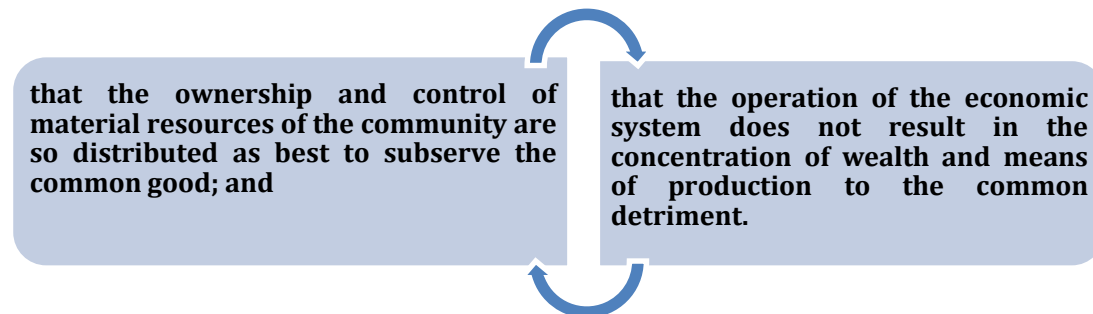 that the ownership and control of
material resources of the community are
so distributed as best to subserve the
common good; and
that the operation of the economic
system does not result in the
concentration of wealth and means
of production to the common
detriment.